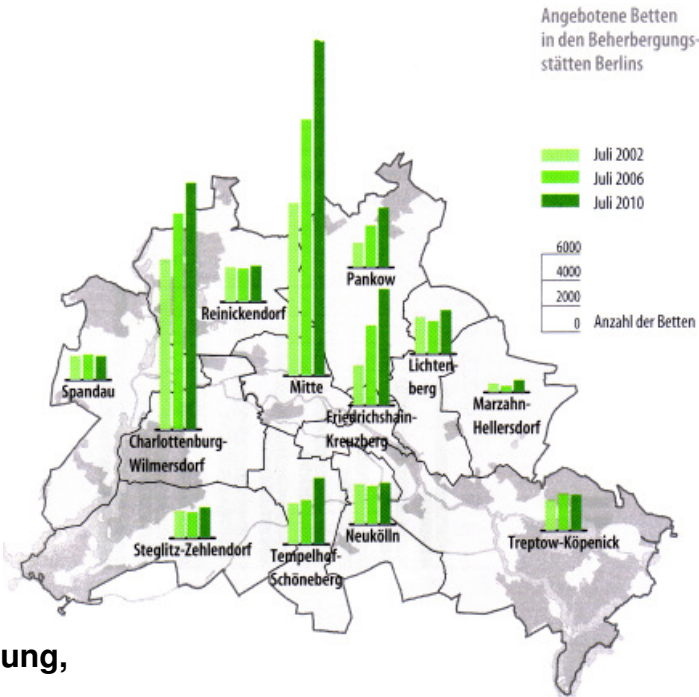 Angebotene Betten
in den Beherbergungs-
stätten Berlins
Juli 2002
Juli 2006
Juli 2010
6000
4000
2000
0
Anzahl der Betten
Pankow
Reinickendorf
Lichten-
berg
Spandau
Mitte
Marzahn-
Hellersdorf
Friedrichshain-
Kreuzberg
Charlottenburg-
Wilmersdorf
Steglitz-Zehlendorf
Tempelhof-
Schöneberg
Neukölln
Treptow-Köpenick
ung,